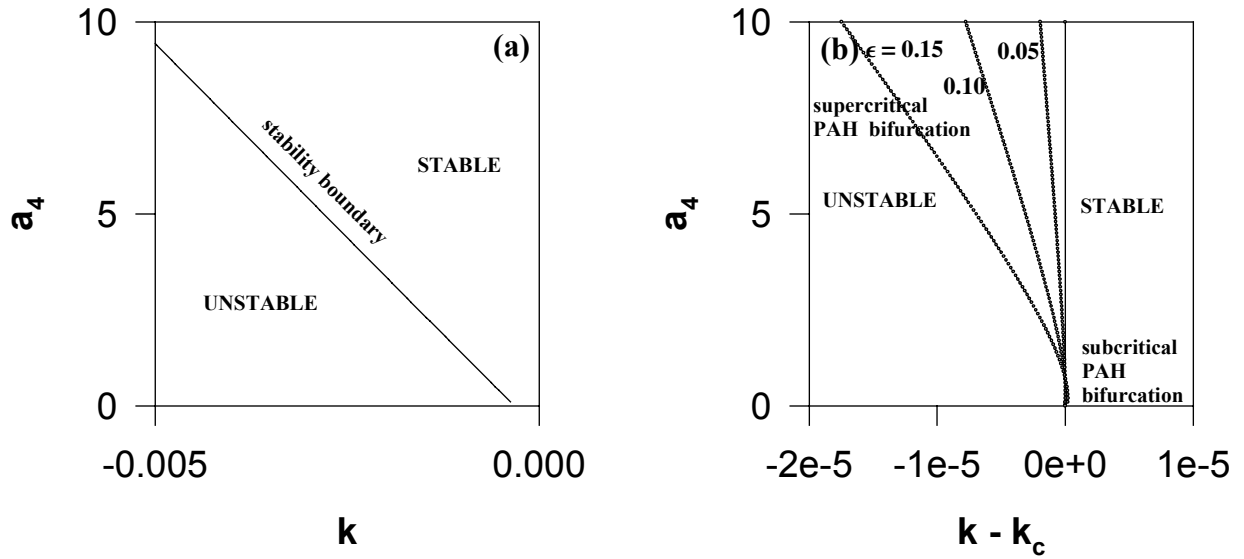 10
(a)
stability boundary
STABLE
a4
5
UNSTABLE
0
-0.005
0.000
k
10
(b)
ϵ = 0.15
0.05
0.10
supercritical
PAH bifurcation
UNSTABLE
STABLE
a4
5
subcritical
PAH
bifurcation
0
-2e-5
-1e-5
0e+0
1e-5
k - kc